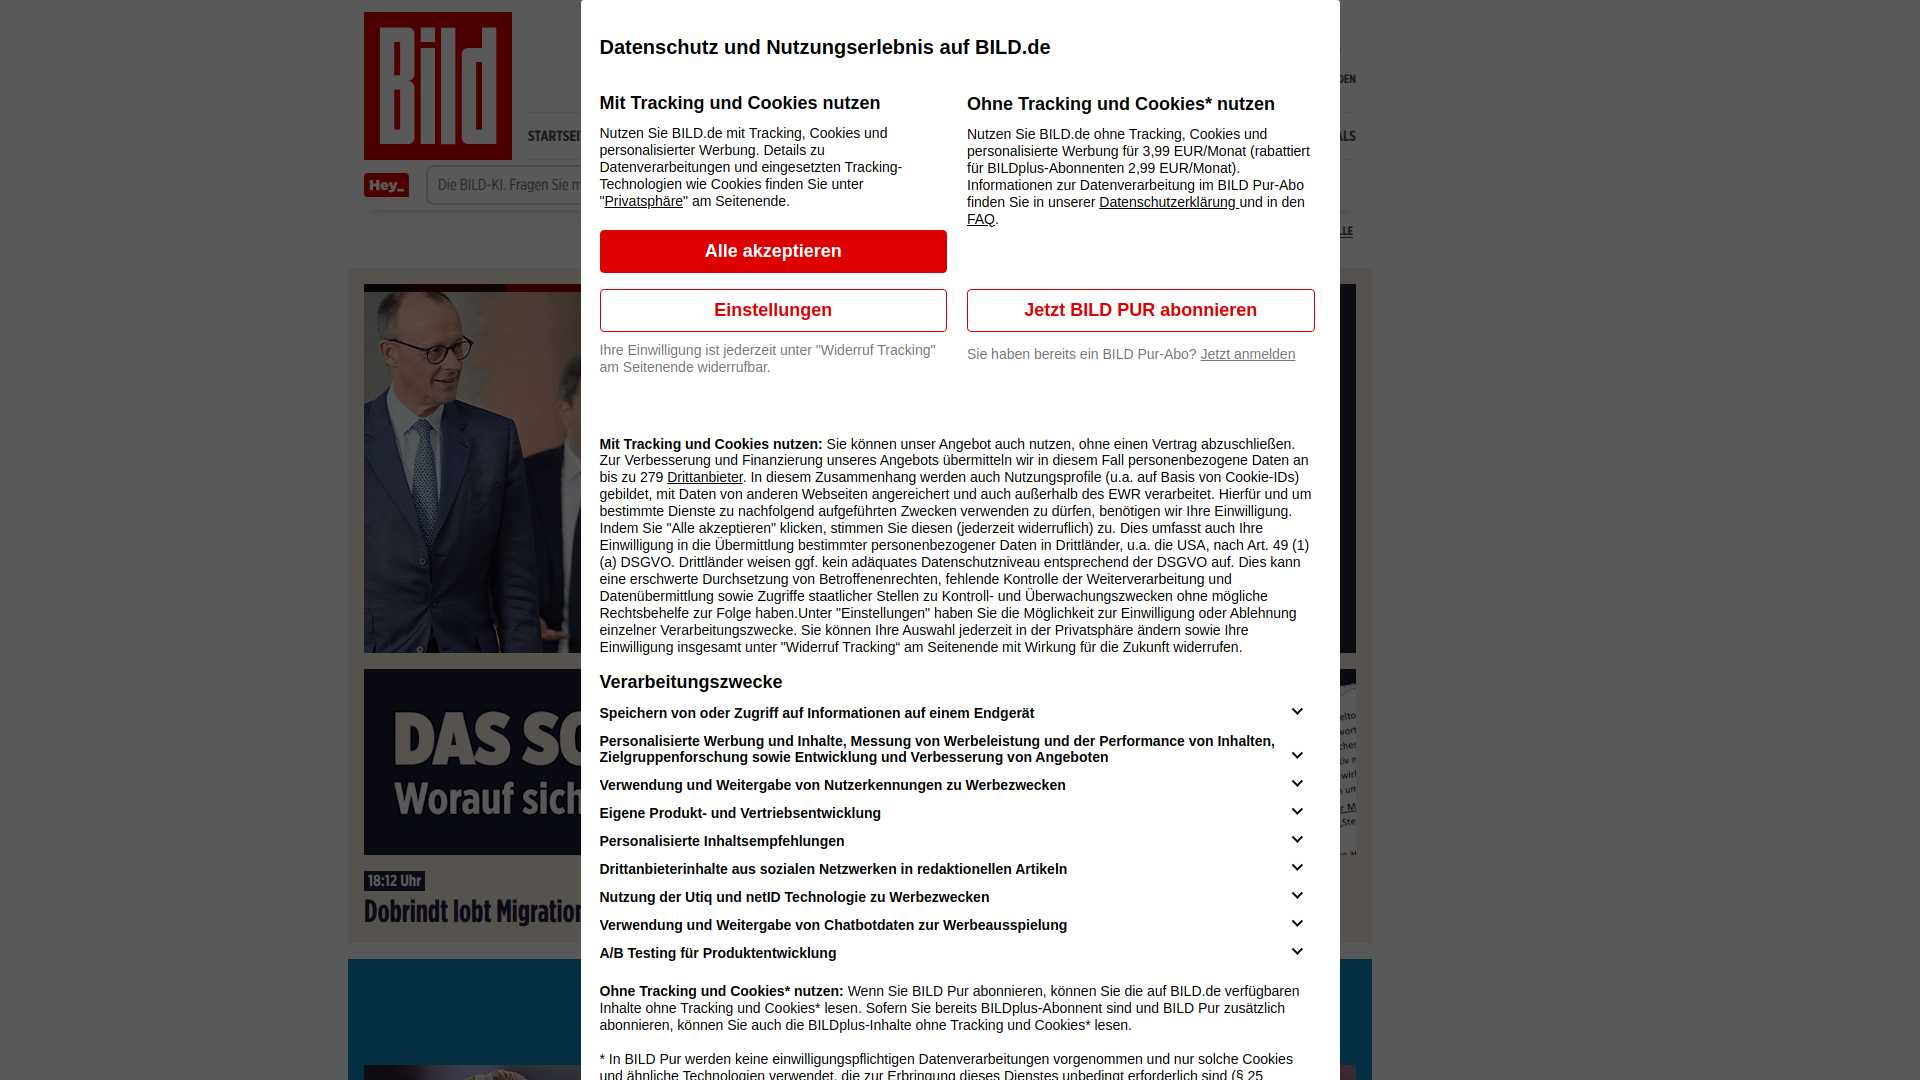 Bild
Datenschutz und Nutzungserlebnis auf BILD.de
Mit Tracking und Cookies nutzen
Nutzen Sie BILD.de mit Tracking, Cookies und
personalisierter Werbung. Details zu
Datenverarbeitungen und eingesetzten Tracking-
Technologien wie Cookies finden Sie unter
"Privatsphäre" am Seitenende.
Alle akzeptieren
Einstellungen
Ihre Einwilligung ist jederzeit unter "Widerruf Tracking"
am Seitenende widerrufbar.
Ohne Tracking und Cookies* nutzen
Nutzen Sie BILD.de ohne Tracking, Cookies und
personalisierte Werbung für 3,99 EUR/Monat (rabattiert
für BILDplus-Abonnenten 2,99 EUR/Monat).
Informationen zur Datenverarbeitung im BILD Pur-Abo
finden Sie in unserer Datenschutzerklärung und in den
FAQ.
Jetzt BILD PUR abonnieren
Sie haben bereits ein BILD Pur-Abo? Jetzt anmelden
STARTSEI
Hey_
Die BILD-KI. Fragen Sie m
DAS SC
Worauf sich
18:12 Uhr
Dobrindt lobt Migration
Mit Tracking und Cookies nutzen: Sie können unser Angebot auch nutzen, ohne einen Vertrag abzuschließen.
Zur Verbesserung und Finanzierung unseres Angebots übermitteln wir in diesem Fall personenbezogene Daten an
bis zu 279 Drittanbieter. In diesem Zusammenhang werden auch Nutzungsprofile (u.a. auf Basis von Cookie-IDs)
gebildet, mit Daten von anderen Webseiten angereichert und auch außerhalb des EWR verarbeitet. Hierfür und um
bestimmte Dienste zu nachfolgend aufgeführten Zwecken verwenden zu dürfen, benötigen wir Ihre Einwilligung.
Indem Sie "Alle akzeptieren" klicken, stimmen Sie diesen (jederzeit widerruflich) zu. Dies umfasst auch Ihre
Einwilligung in die Übermittlung bestimmter personenbezogener Daten in Drittländer, u.a. die USA, nach Art. 49 (1)
(a) DSGVO. Drittländer weisen ggf. kein adäquates Datenschutzniveau entsprechend der DSGVO auf. Dies kann
eine erschwerte Durchsetzung von Betroffenenrechten, fehlende Kontrolle der Weiterverarbeitung und
Datenübermittlung sowie Zugriffe staatlicher Stellen zu Kontroll- und Überwachungszwecken ohne mögliche
Rechtsbehelfe zur Folge haben.Unter "Einstellungen" haben Sie die Möglichkeit zur Einwilligung oder Ablehnung
einzelner Verarbeitungszwecke. Sie können Ihre Auswahl jederzeit in der Privatsphäre ändern sowie Ihre
Einwilligung insgesamt unter "Widerruf Tracking“ am Seitenende mit Wirkung für die Zukunft widerrufen.
Verarbeitungszwecke
Speichern von oder Zugriff auf Informationen auf einem Endgerät
Personalisierte Werbung und Inhalte, Messung von Werbeleistung und der Performance von Inhalten,
Zielgruppenforschung sowie Entwicklung und Verbesserung von Angeboten
Verwendung und Weitergabe von Nutzerkennungen zu Werbezwecken
Eigene Produkt- und Vertriebsentwicklung
Personalisierte Inhaltsempfehlungen
Drittanbieterinhalte aus sozialen Netzwerken in redaktionellen Artikeln
Nutzung der Utiq und netID Technologie zu Werbezwecken
Verwendung und Weitergabe von Chatbotdaten zur Werbeausspielung
A/B Testing für Produktentwicklung
Ohne Tracking und Cookies* nutzen: Wenn Sie BILD Pur abonnieren, können Sie die auf BILD.de verfügbaren
Inhalte ohne Tracking und Cookies* lesen. Sofern Sie bereits BILDplus-Abonnent sind und BILD Pur zusätzlich
abonnieren, können Sie auch die BILDplus-Inhalte ohne Tracking und Cookies* lesen.
* In BILD Pur werden keine einwilligungspflichtigen Datenverarbeitungen vorgenommen und nur solche Cookies
und ähnliche Technologien verwendet, die zur Erbringung dieses Dienstes unbedingt erforderlich sind (§ 25